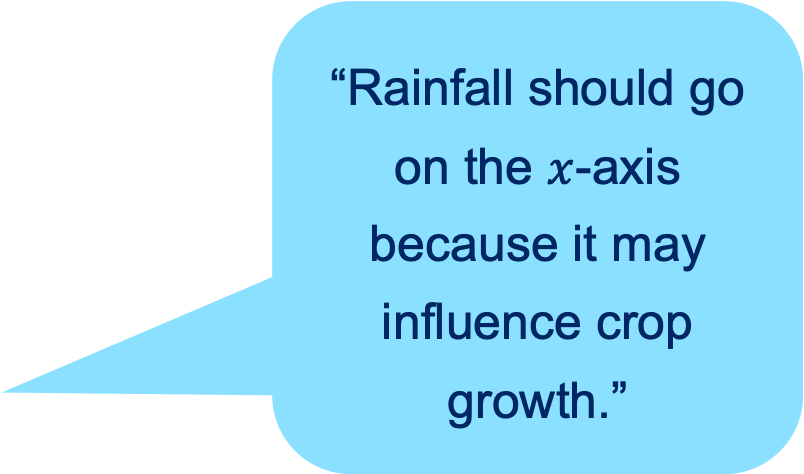 “Rainfall should go
on the 𝑥-axis
because it may
influence crop
growth.”